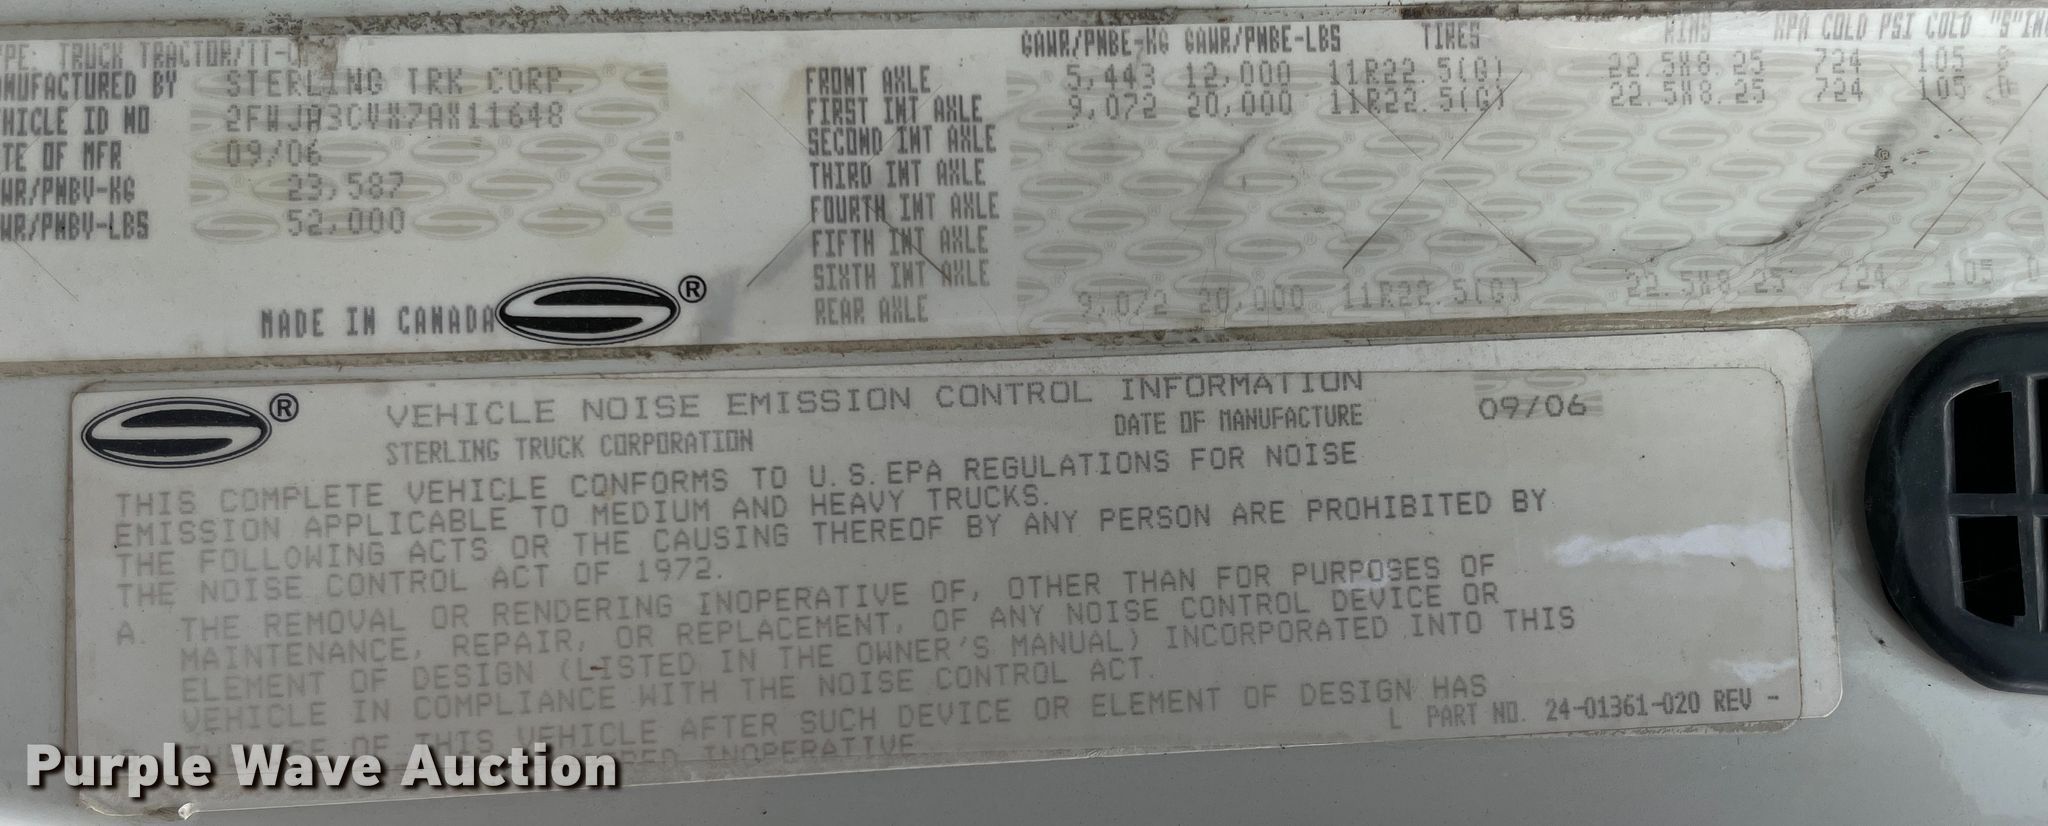 TYPE: TRUCK TRACTOR/TT-
MANUFACTURED BY STERLING TRK CORP.
VEHICLE ID NO 2FWJA3CVX7AX11648
DATE OF MFR 09/06
GVWR/PNBV-KG 23,587
GVWR/PNBV-LBS 52,000
MADE IN CANADA S ®
GAWR/PNBE-KG GAWR/PNBE-LBS TIRES RIMS KPA COLD PSI COLD
FRONT AXLE 5,443 12,000 11R22.5(G) 22.5X8.25 724 105
FIRST INT AXLE 9,072 20,000 11R22.5(G) 22.5X8.25 724 105
SECOND INT AXLE
THIRD INT AXLE
FOURTH INT AXLE
FIFTH INT AXLE
SIXTH INT AXLE
REAR AXLE 9,072 20,000 11R22.5(G) 22.5X8.25 724 105
S ® VEHICLE NOISE EMISSION CONTROL INFORMATION
STERLING TRUCK CORPORATION DATE OF MANUFACTURE 09/06
THIS COMPLETE VEHICLE CONFORMS TO U.S.EPA REGULATIONS FOR NOISE
EMISSION APPLICABLE TO MEDIUM AND HEAVY TRUCKS.
THE FOLLOWING ACTS OR THE CAUSING THEREOF BY ANY PERSON ARE PROHIBITED BY
THE NOISE CONTROL ACT OF 1972.
A. THE REMOVAL OR RENDERING INOPERATIVE OF, OTHER THAN FOR PURPOSES OF
MAINTENANCE, REPAIR, OR REPLACEMENT, OF ANY NOISE CONTROL DEVICE OR
ELEMENT OF DESIGN (LISTED IN THE OWNER'S MANUAL) INCORPORATED INTO THIS
VEHICLE IN COMPLIANCE WITH THE NOISE CONTROL ACT.
OF THIS VEHICLE AFTER SUCH DEVICE OR ELEMENT OF DESIGN HAS
INOPERATIVE
L PART NO. 24-01361-020 REV -
Purple Wave Auction